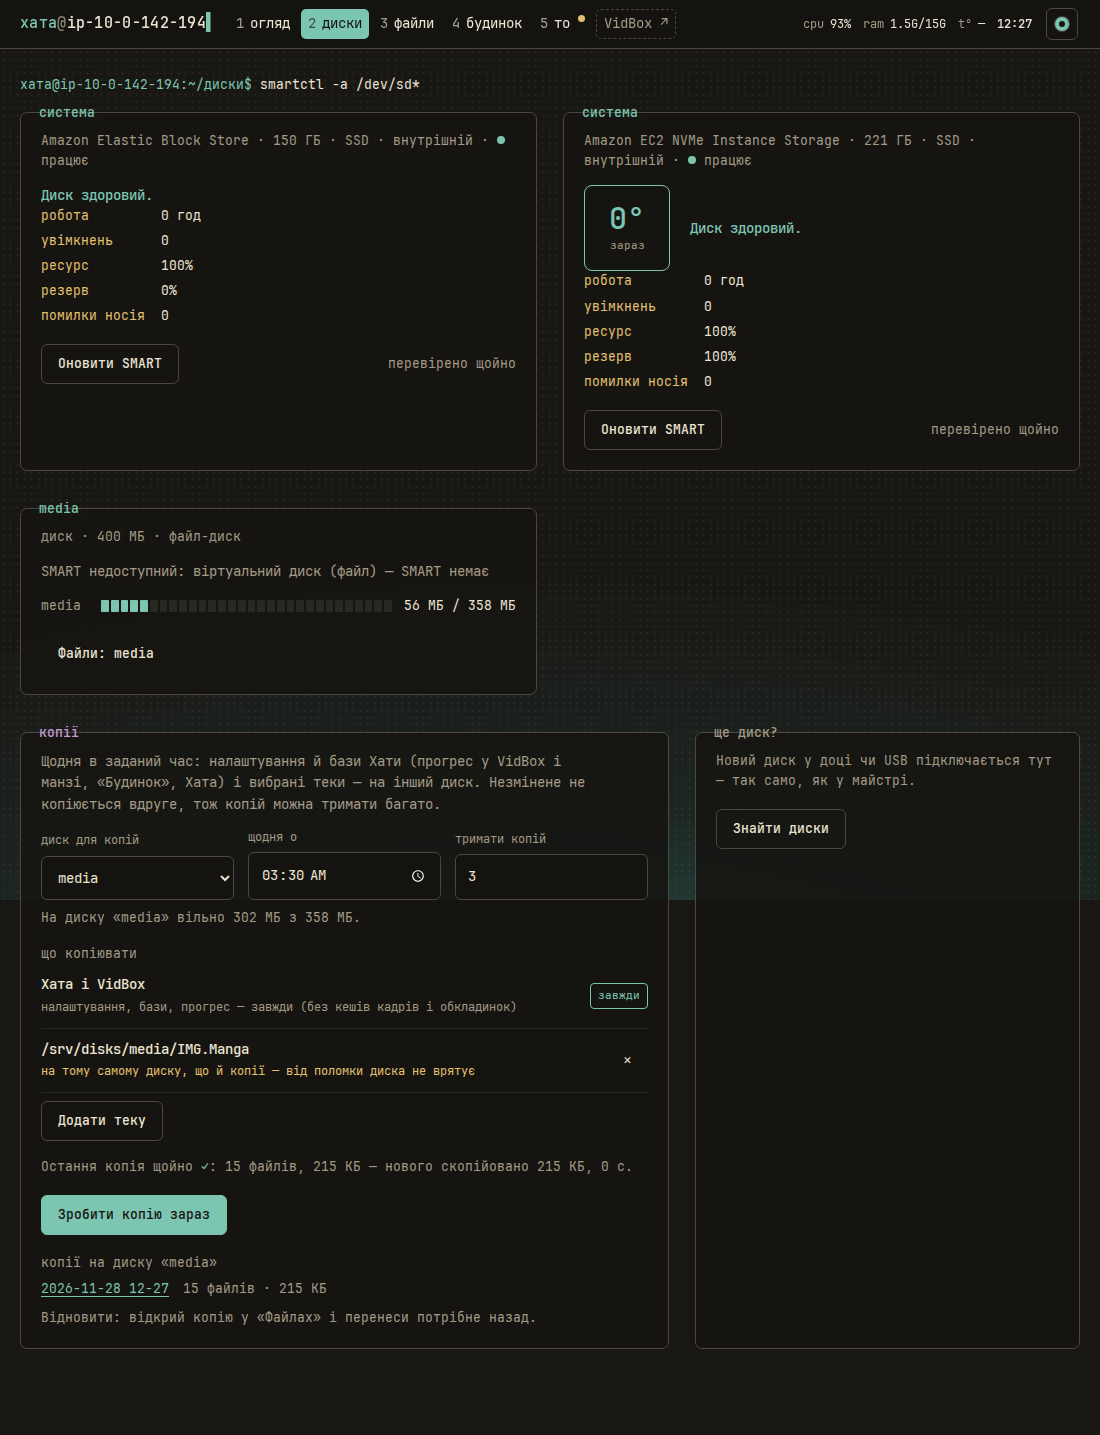 хата@ip-10-0-142-194 1 огляд 2 диски 3 файли 4 будинок 5 то VidBox ↗ cpu 93% ram 1.5G/15G t° — 12:27
хата@ip-10-0-142-194:~/диски$ smartctl -a /dev/sd*
система
Amazon Elastic Block Store · 150 ГБ · SSD · внутрішній · ●
працює
Диск здоровий.
робота 0 год
увімкнень 0
ресурс 100%
резерв 0%
помилки носія 0
Оновити SMART перевірено щойно
система
Amazon EC2 NVMe Instance Storage · 221 ГБ · SSD ·
внутрішній · ● працює
0°
зараз
Диск здоровий.
робота 0 год
увімкнень 0
ресурс 100%
резерв 100%
помилки носія 0
Оновити SMART перевірено щойно
media
диск · 400 МБ · файл-диск
SMART недоступний: віртуальний диск (файл) — SMART немає
media 56 МБ / 358 МБ
Файли: media
копії
Щодня в заданий час: налаштування й бази Хати (прогрес у VidBox і
манзі, «Будинок», Хата) і вибрані теки — на інший диск. Незмінене не
копіюється вдруге, тож копій можна тримати багато.
диск для копій щодня о тримати копій
media 03:30 AM 3
На диску «media» вільно 302 МБ з 358 МБ.
що копіювати
Хата і VidBox
налаштування, бази, прогрес — завжди (без кешів кадрів і обкладинок)
завжди
/srv/disks/media/IMG.Manga
на тому самому диску, що й копії — від поломки диска не врятує
×
Додати теку
Остання копія щойно ✓: 15 файлів, 215 КБ — нового скопійовано 215 КБ, 0 с.
Зробити копію зараз
копії на диску «media»
2026-11-28 12-27 15 файлів · 215 КБ
Відновити: відкрий копію у «Файлах» і перенеси потрібне назад.
ще диск?
Новий диск у доці чи USB підключається тут
— так само, як у майстрі.
Знайти диски